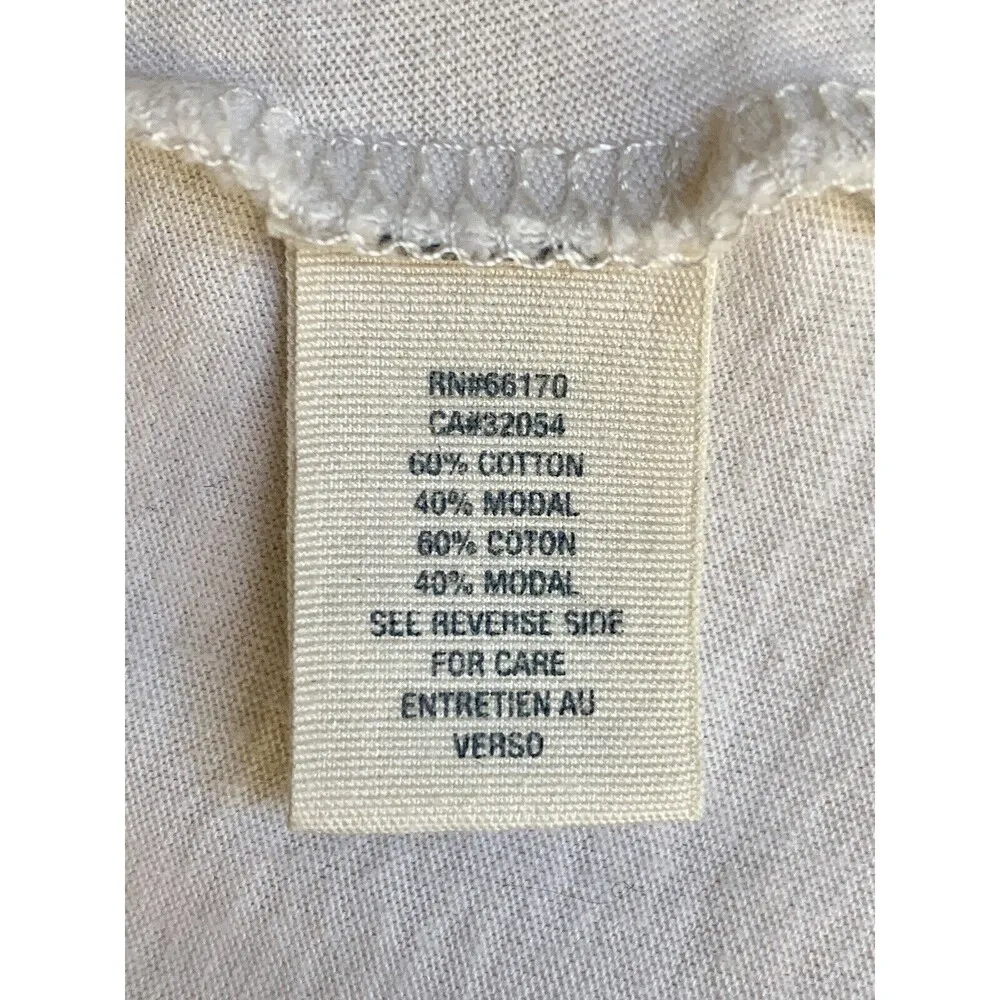 RN#66170
CA#32054
60% COTTON
40% MODAL
60% COTON
40% MODAL
SEE REVERSE SIDE
FOR CARE
ENTRETIEN AU
VERSO